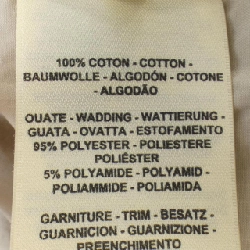 100% COTON - COTTON -
BAUMWOLLE - ALGODÓN - COTONE
- ALGODÃO
OUATE - WADDING - WATTIERUNG -
GUATA - OVATTA - ESTOFAMENTO
95% POLYESTER - POLIESTERE
POLIÉSTER
5% POLYAMIDE - POLYAMID -
POLIAMMIDE - POLIAMIDA
GARNITURE - TRIM - BESATZ -
GUARNICION - GUARNIZIONE -
PREENCHIMENTO